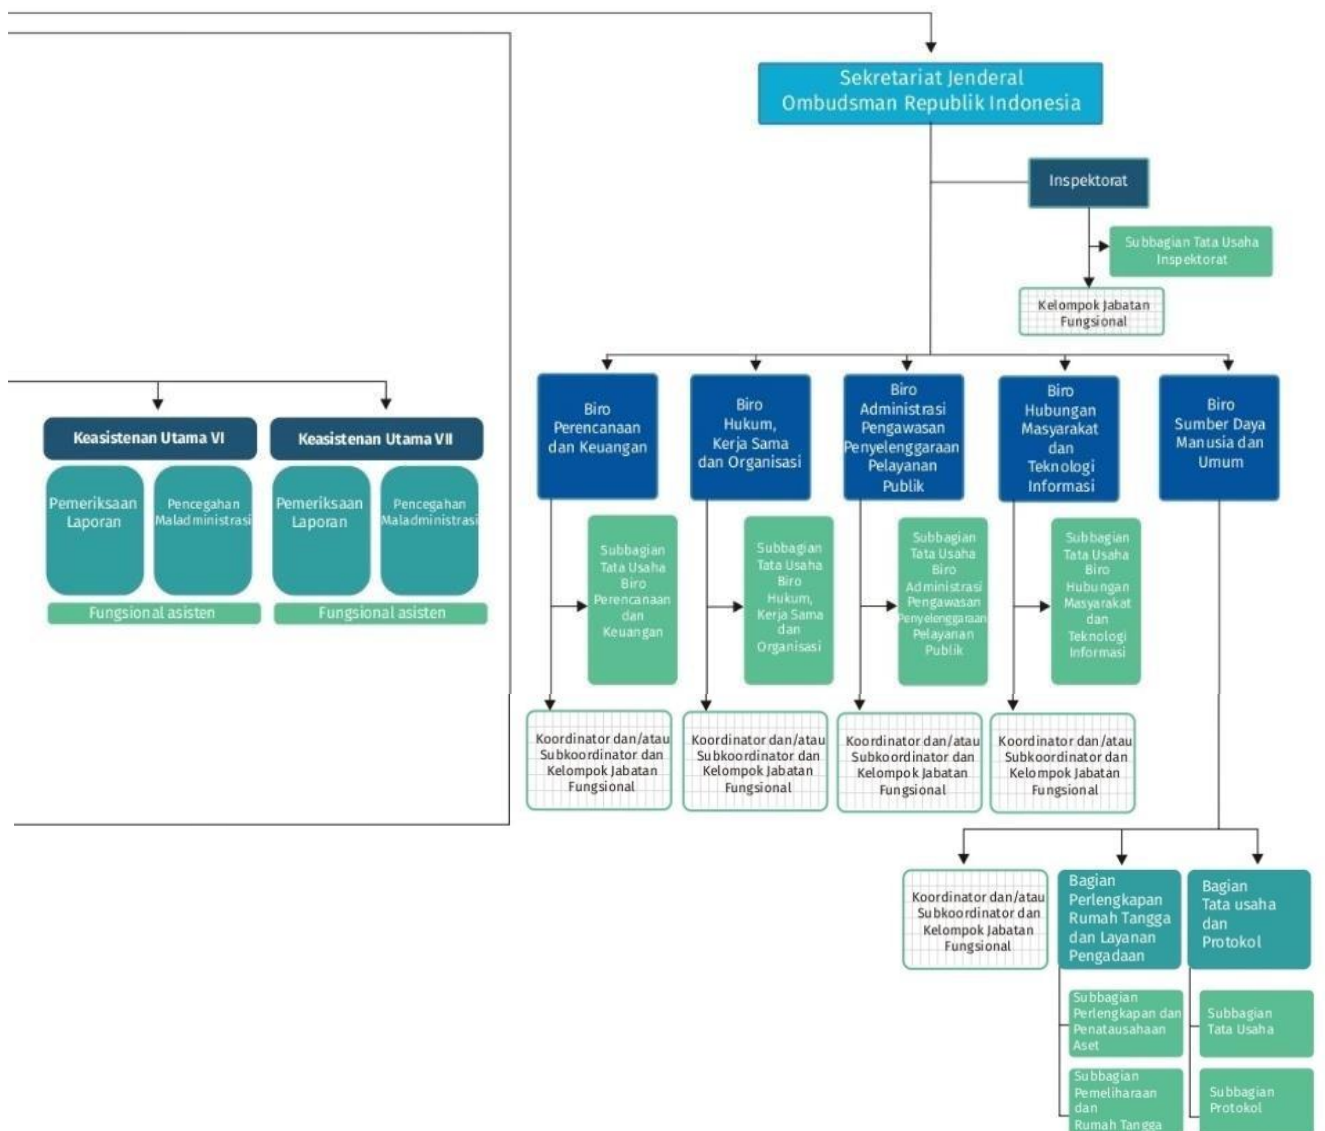 Sekretariat Jenderal
Ombudsman Republik Indonesia
Inspektorat
Subbagian Tata Usaha
Inspektorat
Kelompok Jabatan
Fungsional
Keasistenan Utama VI
Pemeriksaan
Laporan
Pencegahan
Maladministrasi
Fungsional asisten
Keasistenan Utama VII
Pemeriksaan
Laporan
Pencegahan
Maladministrasi
Fungsional asisten
Biro
Perencanaan
dan Keuangan
Biro
Hukum,
Kerja Sama
dan Organisasi
Biro
Administrasi
Pengawasan
Penyelenggaraan
Pelayanan
Publik
Biro
Hubungan
Masyarakat
dan
Teknologi
Informasi
Biro
Sumber Daya
Manusia dan
Umum
Subbagian
Tata Usaha
Biro
Perencanaan
dan
Keuangan
Subbagian
Tata Usaha
Biro
Hukum,
Kerja Sama
dan
Organisasi
Subbagian
Tata Usaha
Biro
Administrasi
Pengawasan
Penyelenggaraan
Pelayanan
Publik
Subbagian
Tata Usaha
Biro
Hubungan
Masyarakat
dan
Teknologi
Informasi
Koordinator dan/atau
Subkoordinator dan
Kelompok Jabatan
Fungsional
Koordinator dan/atau
Subkoordinator dan
Kelompok Jabatan
Fungsional
Koordinator dan/atau
Subkoordinator dan
Kelompok Jabatan
Fungsional
Koordinator dan/atau
Subkoordinator dan
Kelompok Jabatan
Fungsional
Koordinator dan/atau
Subkoordinator dan
Kelompok Jabatan
Fungsional
Bagian
Perlengkapan
Rumah Tangga
dan Layanan
Pengadaan
Bagian
Tata usaha
dan
Protokol
Subbagian
Perlengkapan dan
Penatausahaan
Aset
Subbagian
Tata Usaha
Subbagian
Pemeliharaan
dan
Rumah Tangga
Subbagian
Protokol